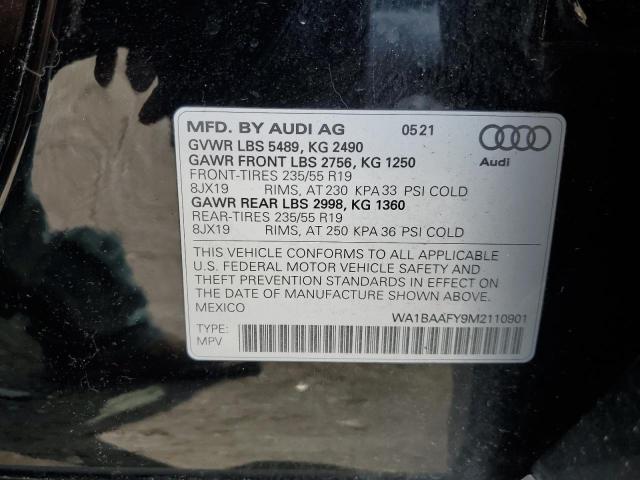 MFD. BY AUDI AG 0521
GVWR LBS 5489, KG 2490
GAWR FRONT LBS 2756, KG 1250
FRONT-TIRES 235/55 R19
8JX19 RIMS, AT 230 KPA 33 PSI COLD
GAWR REAR LBS 2998, KG 1360
REAR-TIRES 235/55 R19
8JX19 RIMS, AT 250 KPA 36 PSI COLD
Audi
THIS VEHICLE CONFORMS TO ALL APPLICABLE
U.S. FEDERAL MOTOR VEHICLE SAFETY AND
THEFT PREVENTION STANDARDS IN EFFECT ON
THE DATE OF MANUFACTURE SHOWN ABOVE.
MEXICO
WA1BAAFY9M2110901
TYPE:
MPV